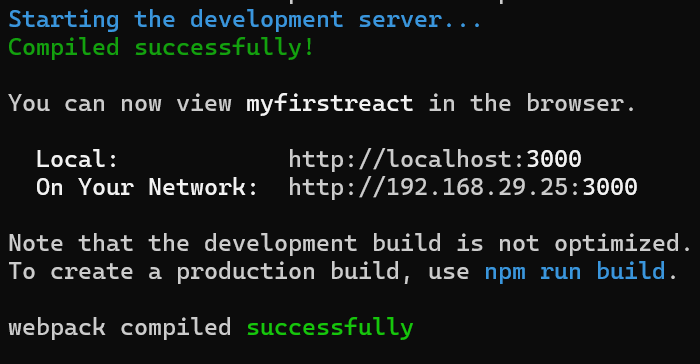 Starting the development server...
Compiled successfully!
You can now view myfirstreact in the browser.
Local: http://localhost:3000
On Your Network: http://192.168.29.25:3000
Note that the development build is not optimized.
To create a production build, use npm run build.
webpack compiled successfully